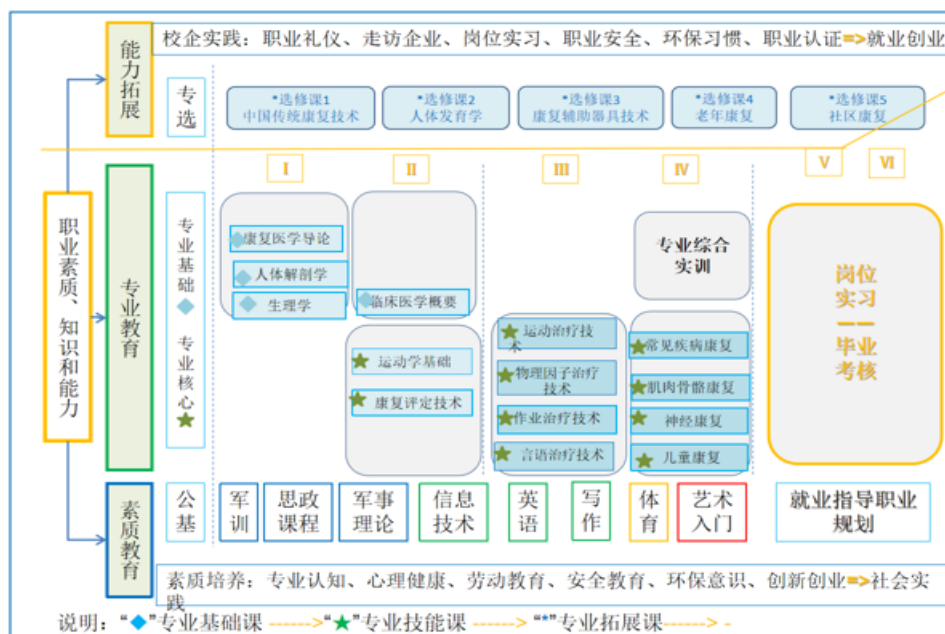 能力拓展
校企实践：职业礼仪、走访企业、岗位实习、职业安全、环保习惯、职业认证=>就业创业
专选
*选修课1
中国传统康复技术
*选修课2
人体发育学
*选修课3
康复辅助器具技术
*选修课4
老年康复
*选修课5
社区康复
I
II
III
IV
V
VI
职业素质、知识和能力
专业教育
专业基础◆
专业核心★
康复医学导论
人体解剖学
生理学
临床医学概要
运动学基础
康复评定技术
运动治疗技
术
物理因子治疗
技术
作业治疗技术
言语治疗技术
专业综合
实训
常见疾病康复
肌肉骨骼康复
神经康复
儿童康复
岗位
实习
——
毕业
考核
素质教育
公基
军训
思政
课程
军事
理论
信息
技术
英语
写作
体育
艺术
入门
就业指导职业
规划
素质培养：专业认知、心理健康、劳动教育、安全教育、环保意识、创新创业=>社会实
践
说明：“◆”专业基础课 ------>“★”专业技能课 -----> “*”专业拓展课------> -